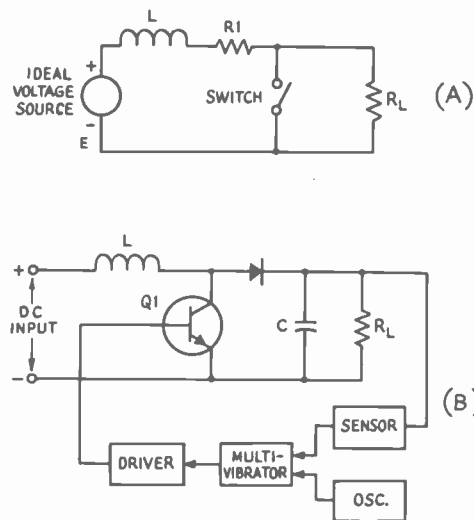 L
R1
+
IDEAL
VOLTAGE
SOURCE
SWITCH
RL
(A)
-
E
L
+
Q1
DC
INPUT
C
RL
-
(B)
SENSOR
DRIVER
MULTI-
VIBRATOR
OSC.